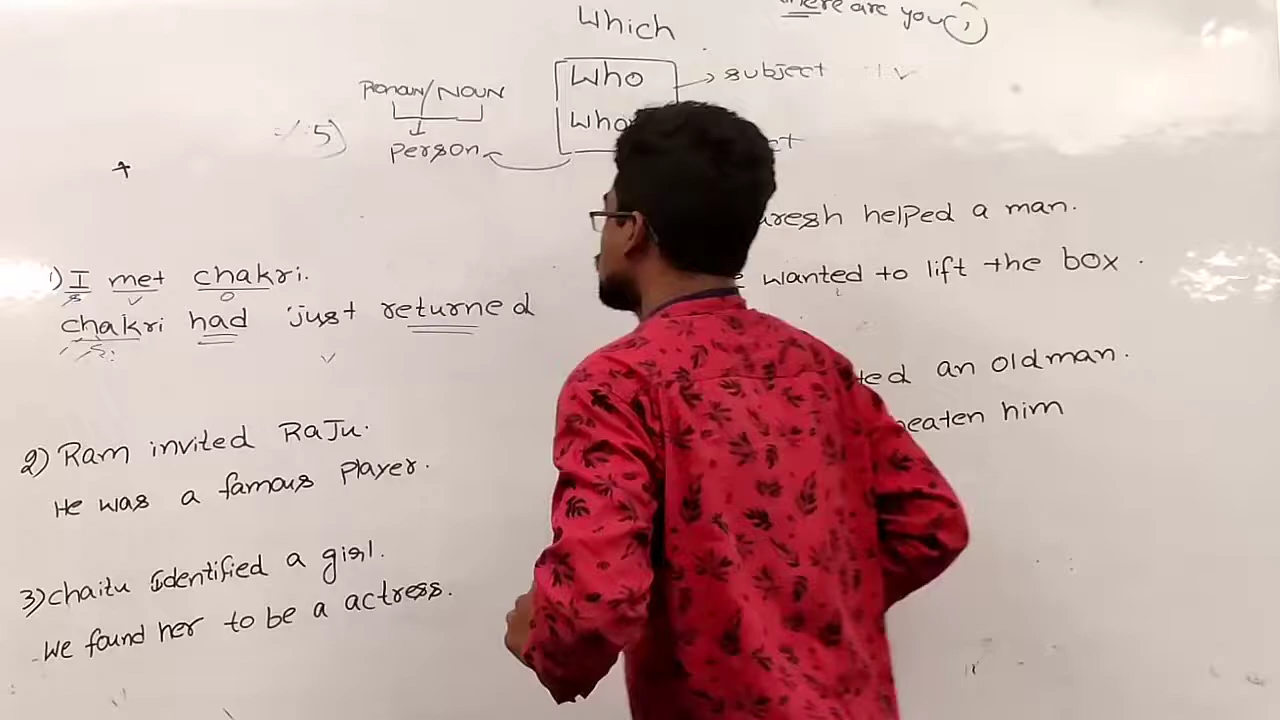 Which
are you ;
Who → subject
Pronoun/NOUN
5)
Person
1) I met chakri.
S V O
chakri had just returned
S
V
uresh helped a man.
wanted to lift the box.
2) Ram invited RaJu.
He was a famous Player.
an oldman.
eaten him
3) chaitu identified a girl.
We found her to be a actress.